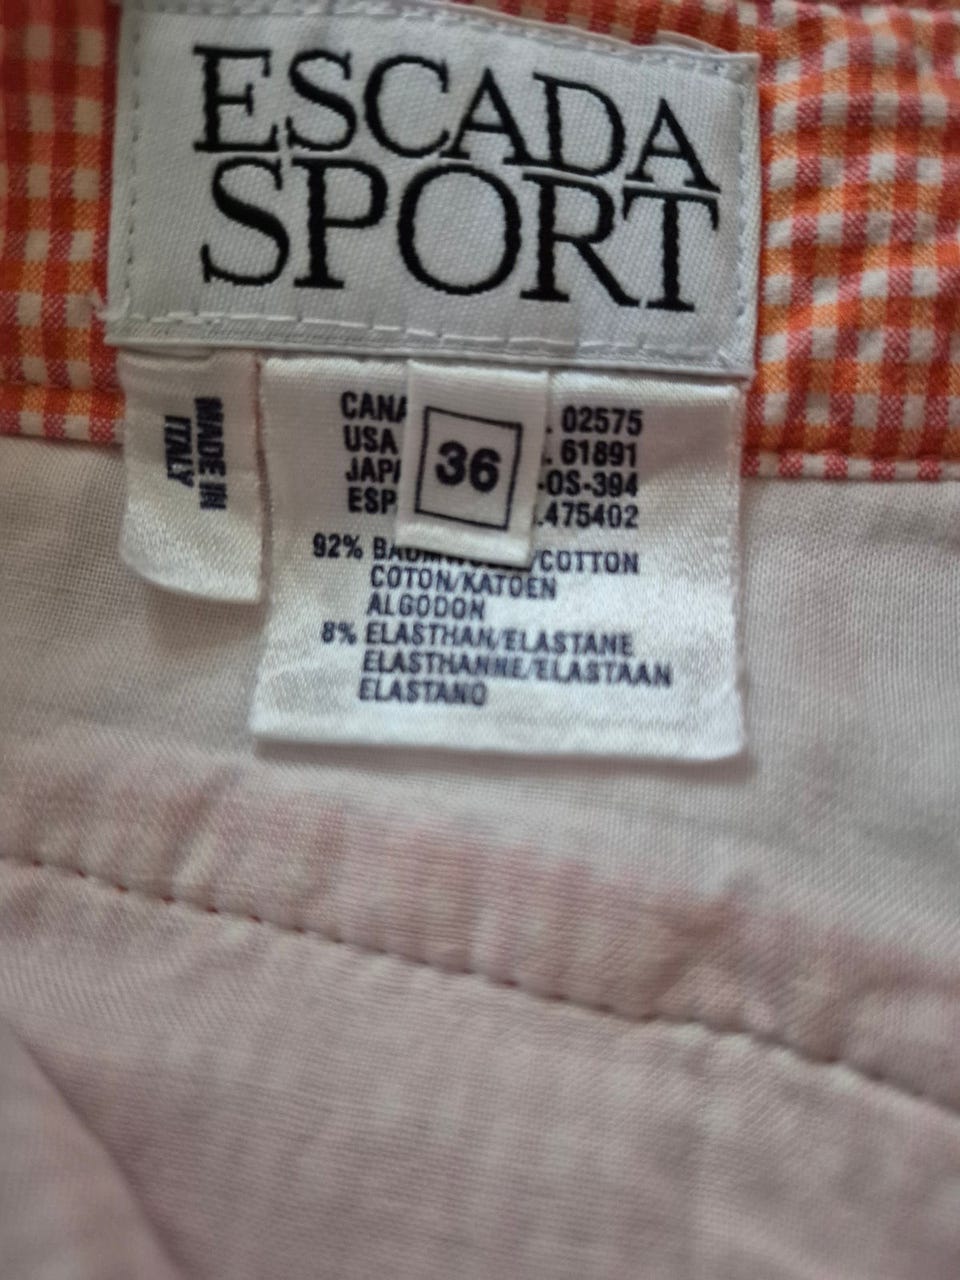 ESCADA
SPORT
MADE IN
ITALY
36
CANA 02575
USA 61891
JAPA -OS-394
ESP .475402
92% BAUMWOLLE/COTTON
COTON/KATOEN
ALGODON
8% ELASTHAN/ELASTANE
ELASTHANNE/ELASTAAN
ELASTANO